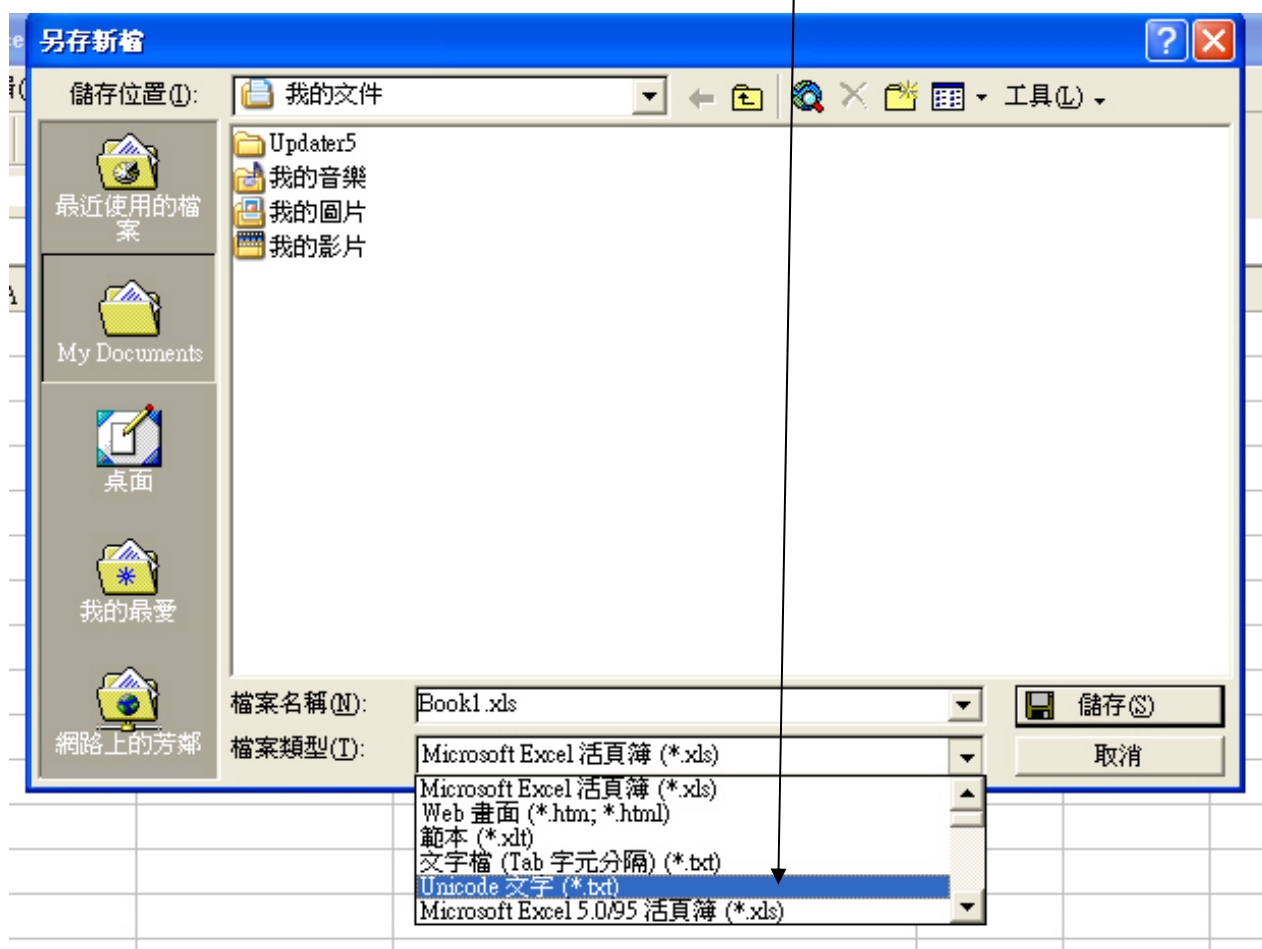 另存新檔
儲存位置(I):
我的文件
工具(L)
Updater5
我的音樂
我的圖片
我的影片
最近使用的檔
案
My Documents
桌面
我的最愛
網路上的芳鄰
檔案名稱(N):
Book1.xls
儲存(S)
檔案類型(T):
Microsoft Excel 活頁簿 (*.xls)
取消
Microsoft Excel 活頁簿 (*.xls)
Web 畫面 (*.htm; *.html)
範本 (*.xlt)
文字檔 (Tab 字元分隔) (*.txt)
Unicode 文字 (*.txt)
Microsoft Excel 5.0/95 活頁簿 (*.xls)